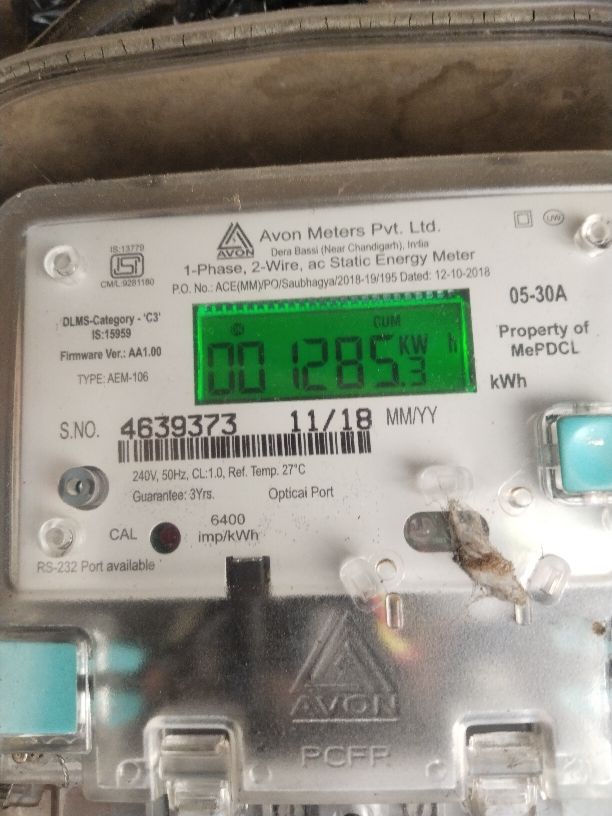 AVON
Avon Meters Pvt. Ltd.
Dera Bassi (Near Chandigarh), India
1-Phase, 2-Wire, ac Static Energy Meter
P.O. No.: ACE(MM)/PO/Saubhagya/2018-19/195 Dated: 12-10-2018
IS:13779
ISI
CM/L:9281180
UW
DLMS-Category - 'C3'
IS:15959
Firmware Ver.: AA1.00
TYPE: AEM-106
CUM
001285.3 KW h
05-30A
Property of
MePDCL
kWh
S.NO. 4639373 11/18 MM/YY
240V, 50Hz, CL:1.0, Ref. Temp. 27°C
Guarantee: 3Yrs. Optical Port
CAL 6400
imp/kWh
RS-232 Port available
AVON